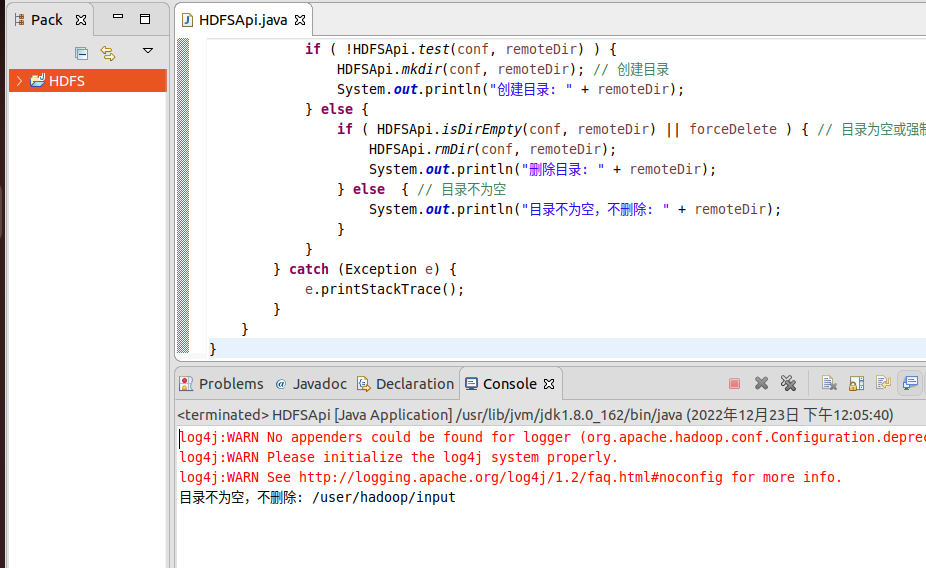 Pack
HDFS
HDFSApi.java
if ( !HDFSApi.test(conf, remoteDir) ) {
HDFSApi.mkdir(conf, remoteDir); // 创建目录
System.out.println("创建目录: " + remoteDir);
} else {
if ( HDFSApi.isDirEmpty(conf, remoteDir) || forceDelete ) { // 目录为空或强制
HDFSApi.rmDir(conf, remoteDir);
System.out.println("删除目录: " + remoteDir);
} else  { // 目录不为空
System.out.println("目录不为空，不删除: " + remoteDir);
}
}
} catch (Exception e) {
e.printStackTrace();
}
}
}
Problems @ Javadoc Declaration Console
<terminated> HDFSApi [Java Application] /usr/lib/jvm/jdk1.8.0_162/bin/java (2022年12月23日 下午12:05:40)
log4j:WARN No appenders could be found for logger (org.apache.hadoop.conf.Configuration.deprec
log4j:WARN Please initialize the log4j system properly.
log4j:WARN See http://logging.apache.org/log4j/1.2/faq.html#noconfig for more info.
目录不为空，不删除: /user/hadoop/input